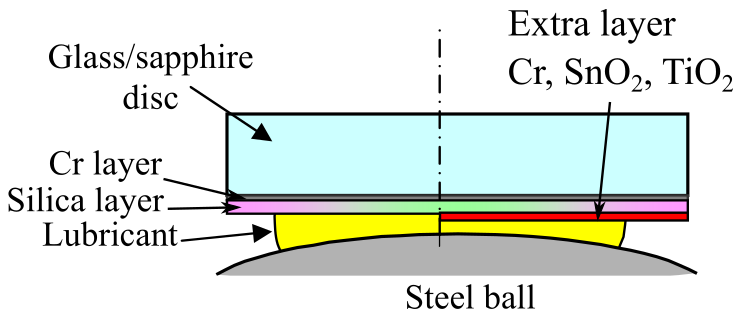 Extra layer
Cr, SnO₂, TiO₂
Glass/sapphire
disc
Cr layer
Silica layer
Lubricant
Steel ball